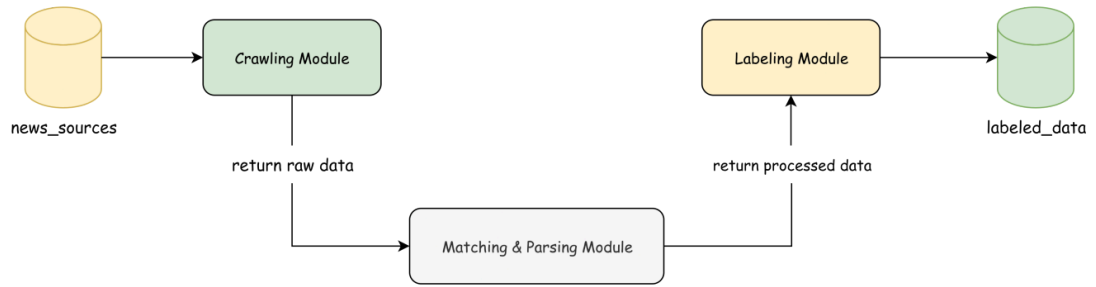 Crawling Module
Labeling Module
news_sources
labeled_data
return raw data
return processed data
Matching & Parsing Module